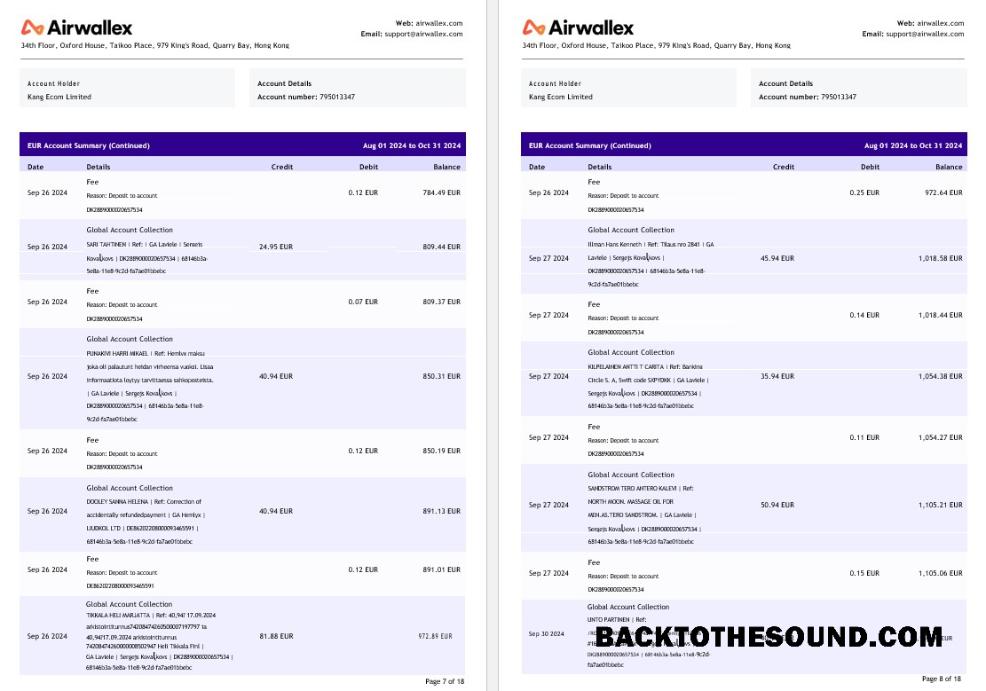 Airwallex
Web: airwallex.com
Email: support@airwallex.com
34th Floor, Oxford House, Taikoo Place, 979 King's Road, Quarry Bay, Hong Kong
Account Holder
Kang Ecom Limited
Account Details
Account number: 795013347
EUR Account Summary (Continued) Aug 01 2024 to Oct 31 2024
Date Details Credit Debit Balance
Fee
Sep 26 2024 Reason: Deposit to account 0.12 EUR 784.49 EUR
DK2889000020657534
Global Account Collection
SARI TAHTINEN | Ref: | GA Laviele | Sergejs
Sep 26 2024 Kovaļkovs | DK2889000020657534 | 68146b3a- 24.95 EUR 809.44 EUR
5e8a-11e8-9c2d-fa7ae01bbebc
Fee
Sep 26 2024 Reason: Deposit to account 0.07 EUR 809.37 EUR
DK2889000020657534
Global Account Collection
PUNAKIVI HARRI MIKAEL | Ref: Hemlyx maksu
joka oli palautunt heidan virheensa vuoksi. Lisaa
informaatiota loytyy tarvittaessa sahkopostelsta.
Sep 26 2024 40.94 EUR 850.31 EUR
| GA Laviele | Sergejs Kovaļkovs |
DK2889000020657534 | 68146b3a-5e8a-11e8-
9c2d-fa7ae01bbebc
Fee
Sep 26 2024 Reason: Deposit to account 0.12 EUR 850.19 EUR
DK2889000020657534
Global Account Collection
DOOLEY SANNA HELENA | Ref: Correction of
accidentally refundedpayment | GA Hemlyx |
Sep 26 2024 40.94 EUR 891.13 EUR
LIUDKOL LTD | DE86202208000093465591 |
68146b3a-5e8a-11e8-9c2d-fa7ae01bbebc
Fee
Sep 26 2024 Reason: Deposit to account 0.12 EUR 891.01 EUR
DE86202208000093465591
Global Account Collection
TIKKALA HELI MARJATTA | Ref: 40,94? 17.09.2024
arkistointitunnus74208474260500007197797 ia
40,94?17.09.2024 arkistointitunnus
Sep 26 2024 81.88 EUR 972.89 EUR
74208474260000008502947 Heli Tikkala Fini |
GA Laviele | Sergejs Kovaļkovs | DK2889000020657534 |
68146b3a-5e8a-11e8-9c2d-fa7ae01bbebc
Page 7 of 18
Airwallex
Web: airwallex.com
Email: support@airwallex.com
34th Floor, Oxford House, Taikoo Place, 979 King's Road, Quarry Bay, Hong Kong
Account Holder
Kang Ecom Limited
Account Details
Account number: 795013347
EUR Account Summary (Continued) Aug 01 2024 to Oct 31 2024
Date Details Credit Debit Balance
Fee
Sep 26 2024 Reason: Deposit to account 0.25 EUR 972.64 EUR
DK2889000020657534
Global Account Collection
Illman Hans Kenneth | Ref: Tilaus nro 2841 | GA
Laviele | Sergejs Kovaļkovs |
Sep 27 2024 45.94 EUR 1,018.58 EUR
DK2889000020657534 | 68146b3a-5e8a-11e8-
9c2d-fa7ae01bbebc
Fee
Sep 27 2024 Reason: Deposit to account 0.14 EUR 1,018.44 EUR
DK2889000020657534
Global Account Collection
KILPELAINEN ANTTI T CARITA | Ref: Banking
Sep 27 2024 Circle S. A, Swift code SXPYDKK | GA Laviele | 35.94 EUR 1,054.38 EUR
Sergejs Kovaļkovs | DK2889000020657534 |
68146b3a-5e8a-11e8-9c2d-fa7ae01bbebc
Fee
Sep 27 2024 Reason: Deposit to account 0.11 EUR 1,054.27 EUR
DK2889000020657534
Global Account Collection
SANDSTROM TERO ANTERO KALEVI | Ref:
NORTH MOON. MASSAGE OIL FOR
Sep 27 2024 50.94 EUR 1,105.21 EUR
MEN.AS.TERO SANDSTROM. | GA Laviele |
Sergejs Kovaļkovs | DK2889000020657534 |
68146b3a-5e8a-11e8-9c2d-fa7ae01bbebc
Fee
Sep 27 2024 Reason: Deposit to account 0.15 EUR 1,105.06 EUR
DK2889000020657534
Global Account Collection
UNTO PARTINEN | Ref:
Sep 30 2024 EUR
BACKTOTHESOUND.COM
DK2889000020657534 | 68146b3a-5e8a-11e8-9c2d-
fa7ae01bbebc
Page 8 of 18